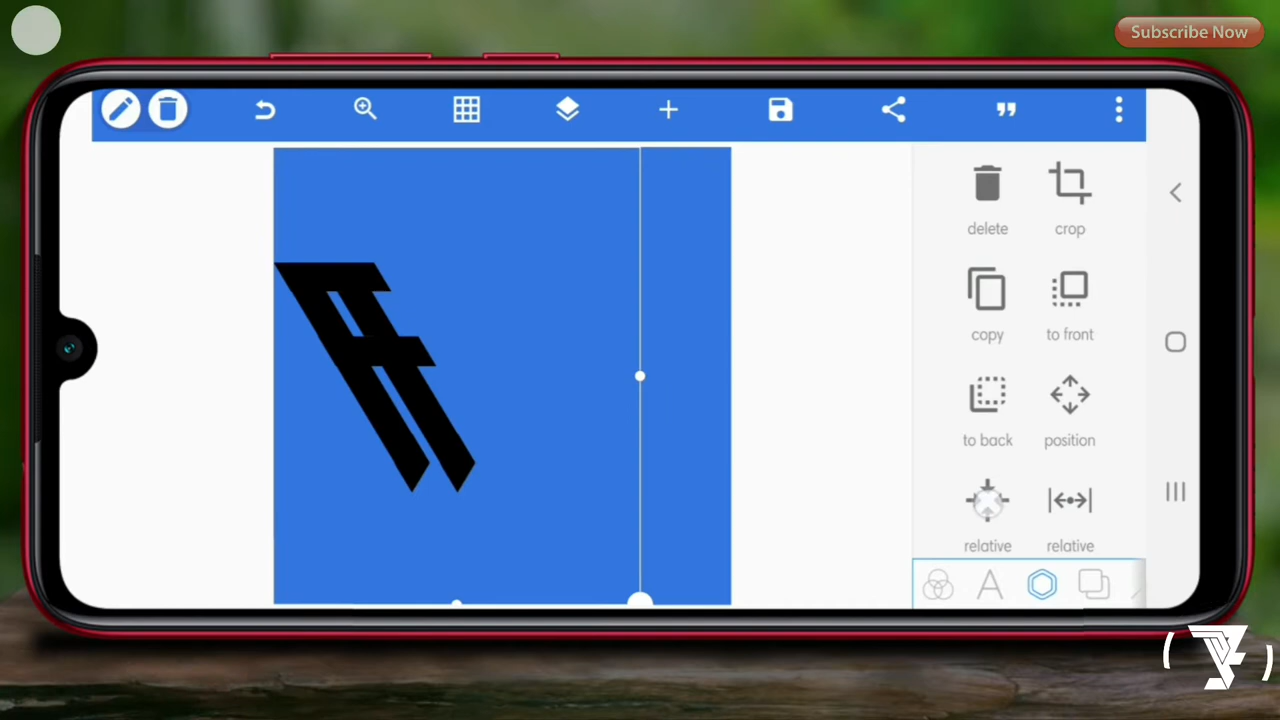 Subscribe Now
delete
crop
copy
to front
to back
position
relative
relative
A